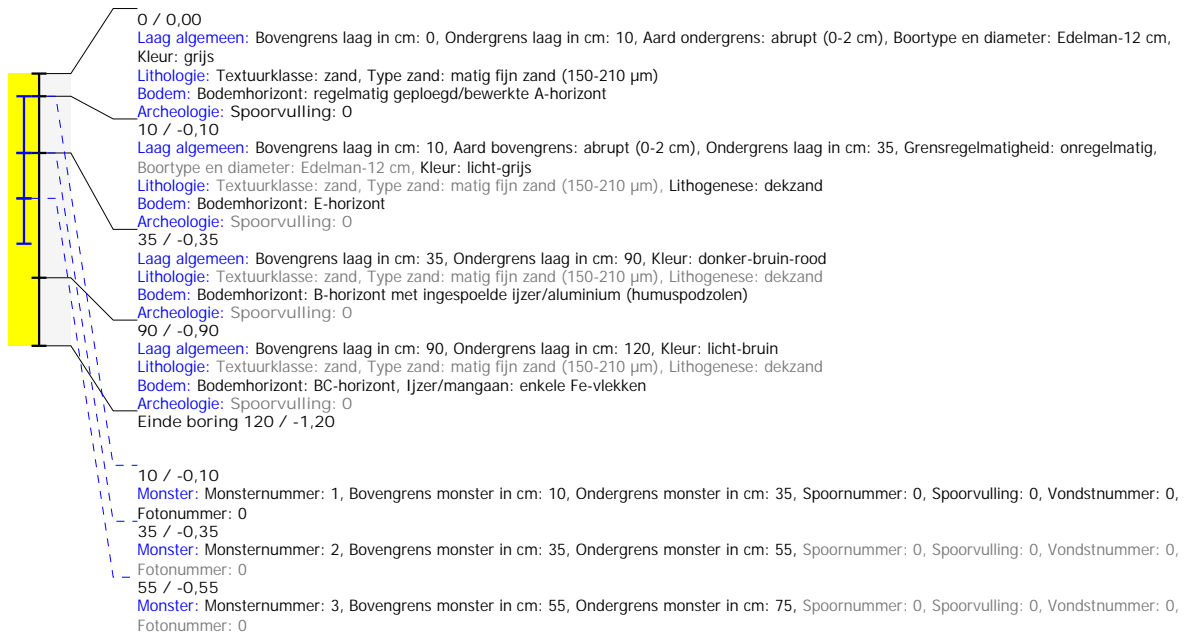 0 / 0,00
Laag algemeen: Bovengrens laag in cm: 0, Ondergrens laag in cm: 10, Aard ondergrens: abrupt (0-2 cm), Boortype en diameter: Edelman-12 cm,
Kleur: grijs
Lithologie: Textuurklasse: zand, Type zand: matig fijn zand (150-210 µm)
Bodem: Bodemhorizont: regelmatig geploegd/bewerkte A-horizont
Archeologie: Spoorvulling: 0
10 / -0,10
Laag algemeen: Bovengrens laag in cm: 10, Aard bovengrens: abrupt (0-2 cm), Ondergrens laag in cm: 35, Grensregelmatigheid: onregelmatig,
Boortype en diameter: Edelman-12 cm, Kleur: licht-grijs
Lithologie: Textuurklasse: zand, Type zand: matig fijn zand (150-210 µm), Lithogenese: dekzand
Bodem: Bodemhorizont: E-horizont
Archeologie: Spoorvulling: 0
35 / -0,35
Laag algemeen: Bovengrens laag in cm: 35, Ondergrens laag in cm: 90, Kleur: donker-bruin-rood
Lithologie: Textuurklasse: zand, Type zand: matig fijn zand (150-210 µm), Lithogenese: dekzand
Bodem: Bodemhorizont: B-horizont met ingespoelde ijzer/aluminium (humuspodzolen)
Archeologie: Spoorvulling: 0
90 / -0,90
Laag algemeen: Bovengrens laag in cm: 90, Ondergrens laag in cm: 120, Kleur: licht-bruin
Lithologie: Textuurklasse: zand, Type zand: matig fijn zand (150-210 µm), Lithogenese: dekzand
Bodem: Bodemhorizont: BC-horizont, Ijzer/mangaan: enkele Fe-vlekken
Archeologie: Spoorvulling: 0
Einde boring 120 / -1,20
10 / -0,10
Monster: Monsternummer: 1, Bovengrens monster in cm: 10, Ondergrens monster in cm: 35, Spoornummer: 0, Spoorvulling: 0, Vondstnummer: 0,
Fotonummer: 0
35 / -0,35
Monster: Monsternummer: 2, Bovengrens monster in cm: 35, Ondergrens monster in cm: 55, Spoornummer: 0, Spoorvulling: 0, Vondstnummer: 0,
Fotonummer: 0
55 / -0,55
Monster: Monsternummer: 3, Bovengrens monster in cm: 55, Ondergrens monster in cm: 75, Spoornummer: 0, Spoorvulling: 0, Vondstnummer: 0,
Fotonummer: 0